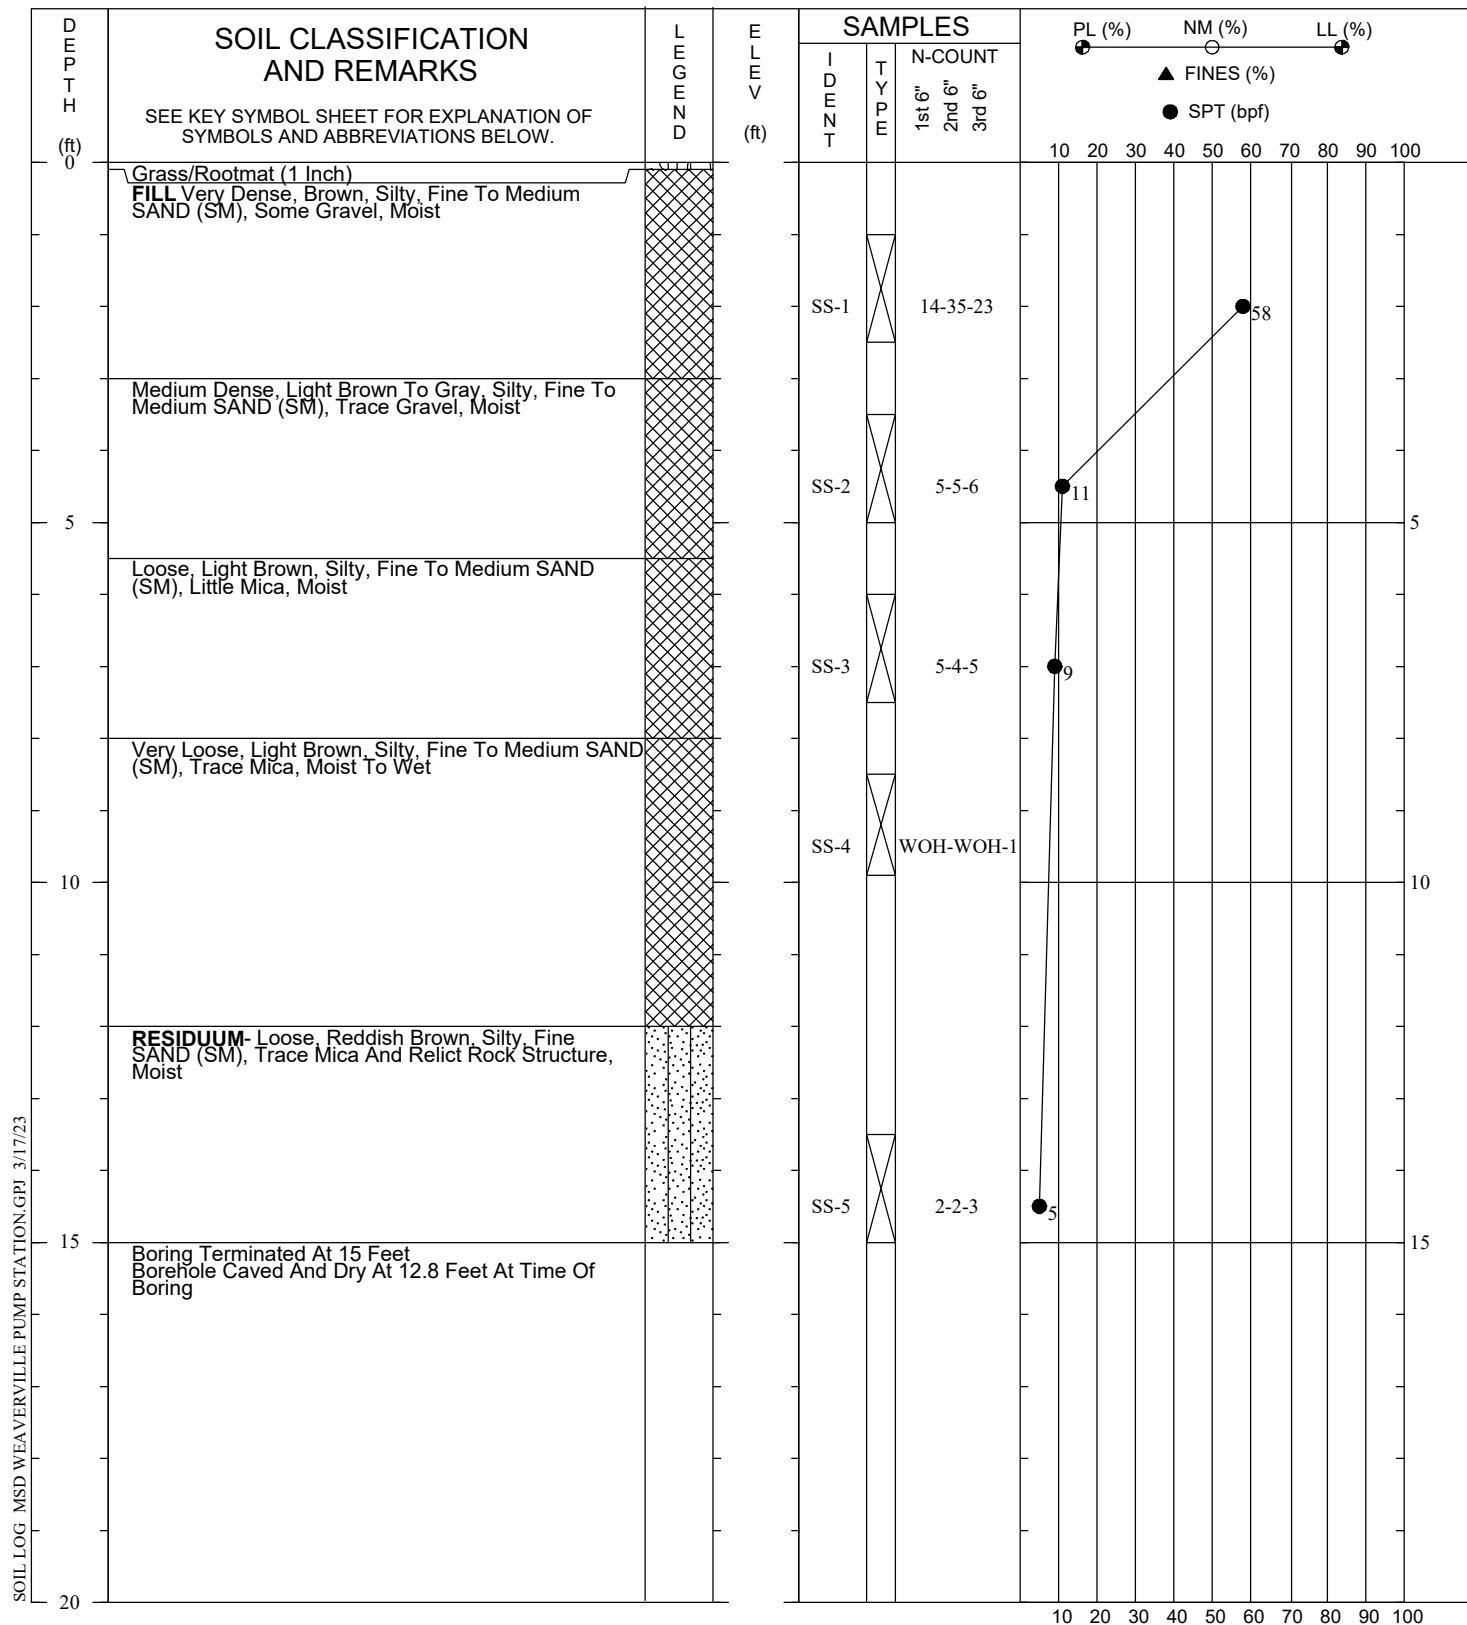 DEPTH
(ft)
SOIL CLASSIFICATION
AND REMARKS
SEE KEY SYMBOL SHEET FOR EXPLANATION OF
SYMBOLS AND ABBREVIATIONS BELOW.
LEGEND
ELEV
(ft)
SAMPLES
IDENT
TYPE
N-COUNT
1st 6"
2nd 6"
3rd 6"
PL (%)
NM (%)
LL (%)
▲ FINES (%)
● SPT (bpf)
10 20 30 40 50 60 70 80 90 100
0
Grass/Rootmat (1 Inch)
FILL Very Dense, Brown, Silty, Fine To Medium
SAND (SM), Some Gravel, Moist
SS-1
14-35-23
58
Medium Dense, Light Brown To Gray, Silty, Fine To
Medium SAND (SM), Trace Gravel, Moist
SS-2
5-5-6
11
5
5
Loose, Light Brown, Silty, Fine To Medium SAND
(SM), Little Mica, Moist
SS-3
5-4-5
9
Very Loose, Light Brown, Silty, Fine To Medium SAND
(SM), Trace Mica, Moist To Wet
SS-4
WOH-WOH-1
10
10
RESIDUUM- Loose, Reddish Brown, Silty, Fine
SAND (SM), Trace Mica And Relict Rock Structure,
Moist
SS-5
2-2-3
5
15
15
Boring Terminated At 15 Feet
Borehole Caved And Dry At 12.8 Feet At Time Of
Boring
20
10 20 30 40 50 60 70 80 90 100
SOIL LOG MSD WEAVERVILLE PUMP STATION.GPJ 3/17/23